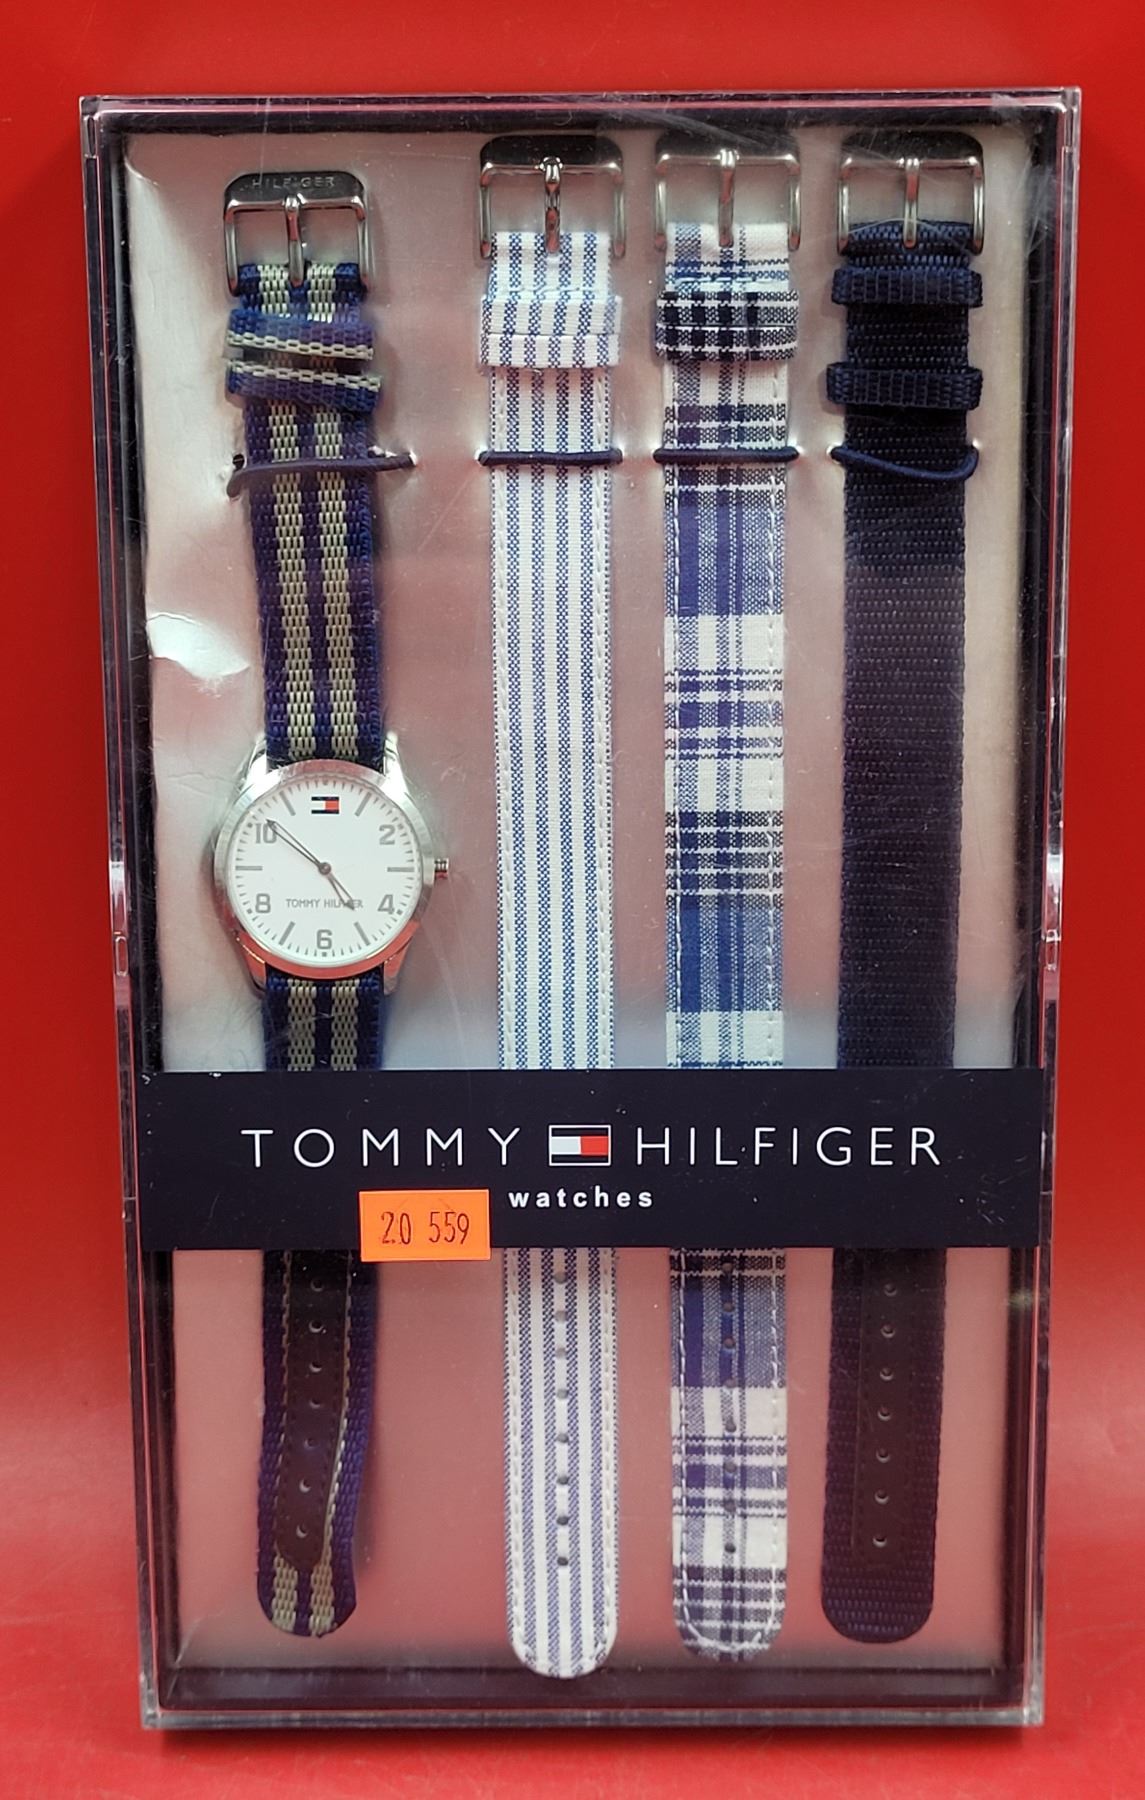 HILFIGER
10 2
8 4
6
TOMMY HILFIGER
TOMMY HILFIGER
watches
20 559